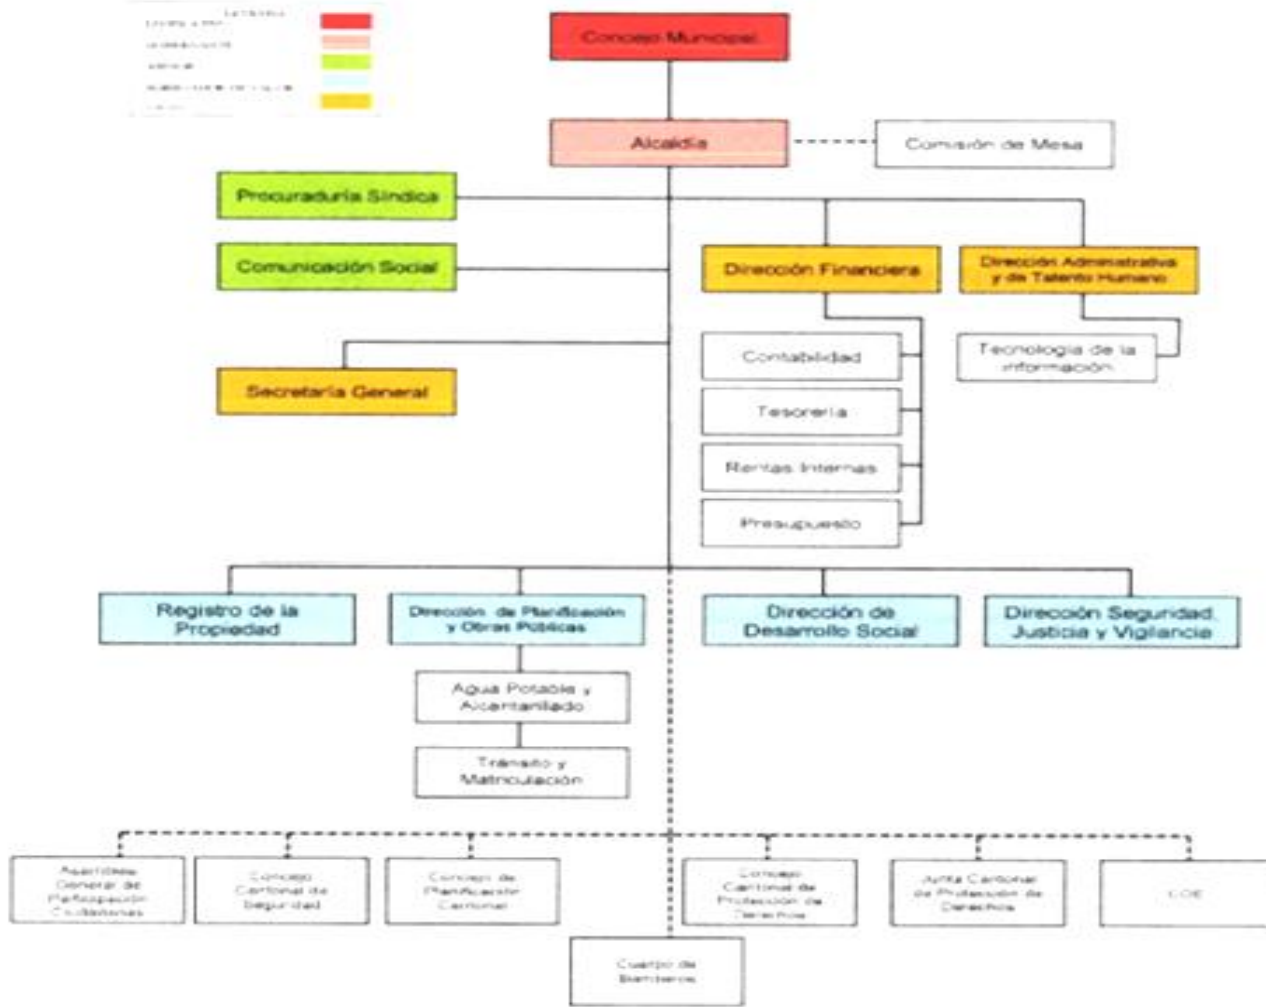 Concejo Municipal
Alcaldía
Comisión de Mesa
Procuraduría Síndica
Comunicación Social
Dirección Financiera
Dirección Administrativa
y de Talento Humano
Contabilidad
Tecnología de la
información
Secretaría General
Tesorería
Rentas Internas
Presupuesto
Registro de la
Propiedad
Dirección de Planificación
y Obras Públicas
Dirección de
Desarrollo Social
Dirección Seguridad,
Justicia y Vigilancia
Agua Potable y
Alcantarillado
Tránsito y
Matriculación
Asamblea
General de
Participación
Ciudadana
Concejo
Cantonal de
Seguridad
Concejo de
Planificación
Cantonal
Concejo
Cantonal de
Protección de
Derechos
Junta Cantonal
de Protección de
Derechos
COE
Cuerpo de
Bomberos